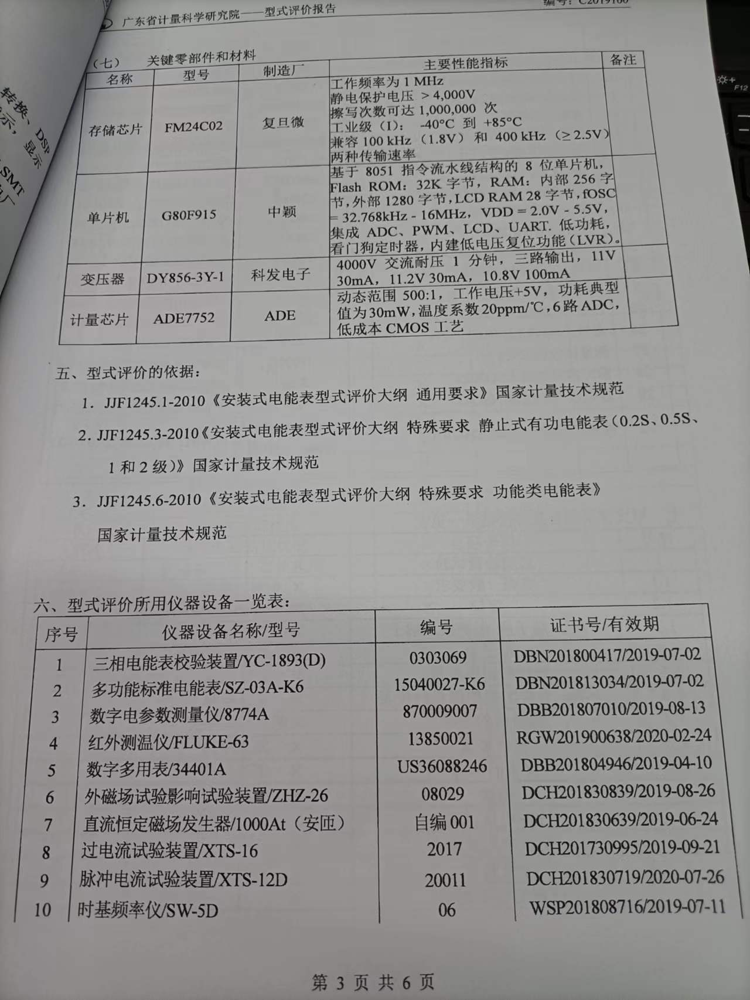 广东省计量科学研究院——型式评价报告
编号：C2019160
转换、DSP
示，显示
SMT
厂
（七） 关键零部件和材料
名称 型号 制造厂 主要性能指标 备注
存储芯片 FM24C02 复旦微
工作频率为 1 MHz
静电保护电压 > 4,000V
擦写次数可达 1,000,000 次
工业级（I）： -40°C 到 +85°C
兼容 100 kHz （1.8V）和 400 kHz （≥2.5V）
两种传输速率
单片机 G80F915 中颖
基于 8051 指令流水线结构的 8 位单片机，
Flash ROM：32K 字节，RAM：内部 256 字
节，外部 1280 字节，LCD RAM 28 字节，fOSC
= 32.768kHz - 16MHz，VDD = 2.0V - 5.5V，
集成 ADC、PWM、LCD、UART. 低功耗，
看门狗定时器，内建低电压复位功能（LVR）。
变压器 DY856-3Y-1 科发电子
4000V 交流耐压 1 分钟，三路输出，11V
30mA，11.2V 30mA，10.8V 100mA
计量芯片 ADE7752 ADE
动态范围 500:1，工作电压+5V，功耗典型
值为30mW，温度系数20ppm/℃，6路ADC，
低成本 CMOS 工艺
五、型式评价的依据：
1．JJF1245.1-2010《安装式电能表型式评价大纲 通用要求》国家计量技术规范
2．JJF1245.3-2010《安装式电能表型式评价大纲 特殊要求 静止式有功电能表（0.2S、0.5S、
1 和 2 级）》国家计量技术规范
3．JJF1245.6-2010《安装式电能表型式评价大纲 特殊要求 功能类电能表》
国家计量技术规范
六、型式评价所用仪器设备一览表：
序号 仪器设备名称/型号 编号 证书号/有效期
1 三相电能表校验装置/YC-1893(D) 0303069 DBN201800417/2019-07-02
2 多功能标准电能表/SZ-03A-K6 15040027-K6 DBN201813034/2019-07-02
3 数字电参数测量仪/8774A 870009007 DBB201807010/2019-08-13
4 红外测温仪/FLUKE-63 13850021 RGW201900638/2020-02-24
5 数字多用表/34401A US36088246 DBB201804946/2019-04-10
6 外磁场试验影响试验装置/ZHZ-26 08029 DCH201830839/2019-08-26
7 直流恒定磁场发生器/1000At（安匝） 自编001 DCH201830639/2019-06-24
8 过电流试验装置/XTS-16 2017 DCH201730995/2019-09-21
9 脉冲电流试验装置/XTS-12D 20011 DCH201830719/2020-07-26
10 时基频率仪/SW-5D 06 WSP201808716/2019-07-11
第 3 页 共 6 页
F12